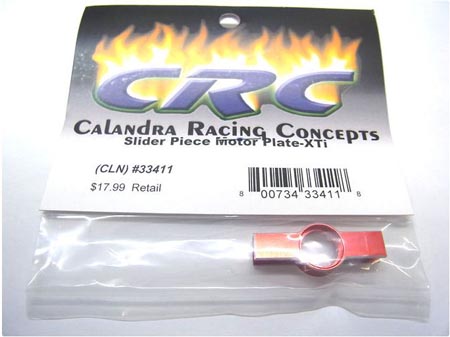 CRC
Calandra Racing Concepts
Slider Piece Motor Plate-XTi
(CLN) #33411
$17.99 Retail
8 00734 33411 8